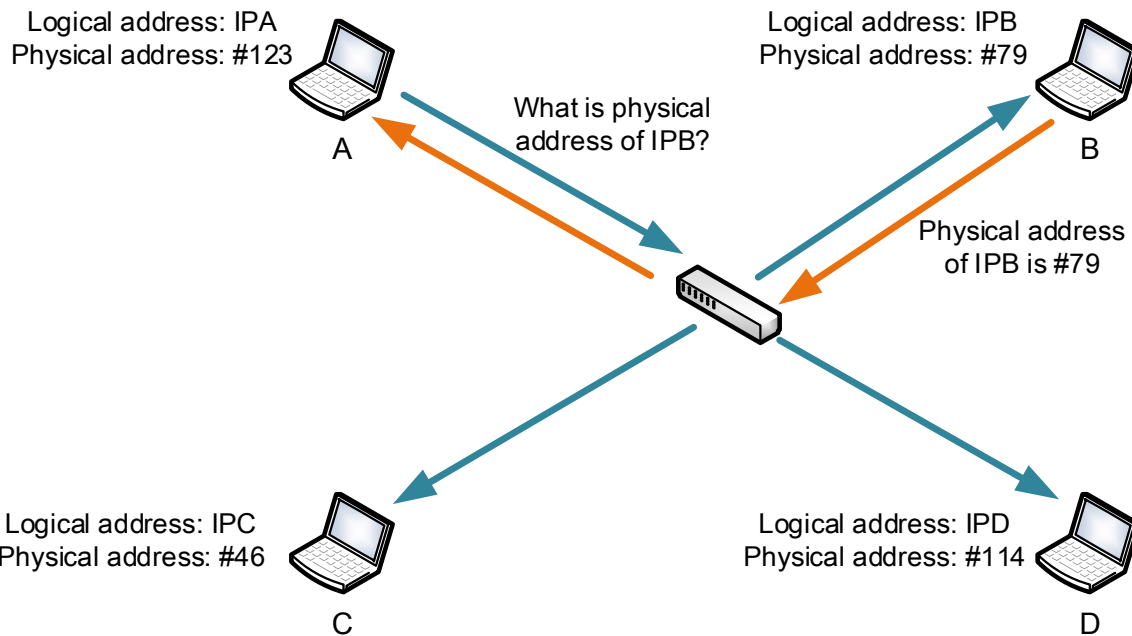 Logical address: IPA
Physical address: #123
A
Logical address: IPB
Physical address: #79
B
What is physical
address of IPB?
Physical address
of IPB is #79
Logical address: IPC
Physical address: #46
C
Logical address: IPD
Physical address: #114
D